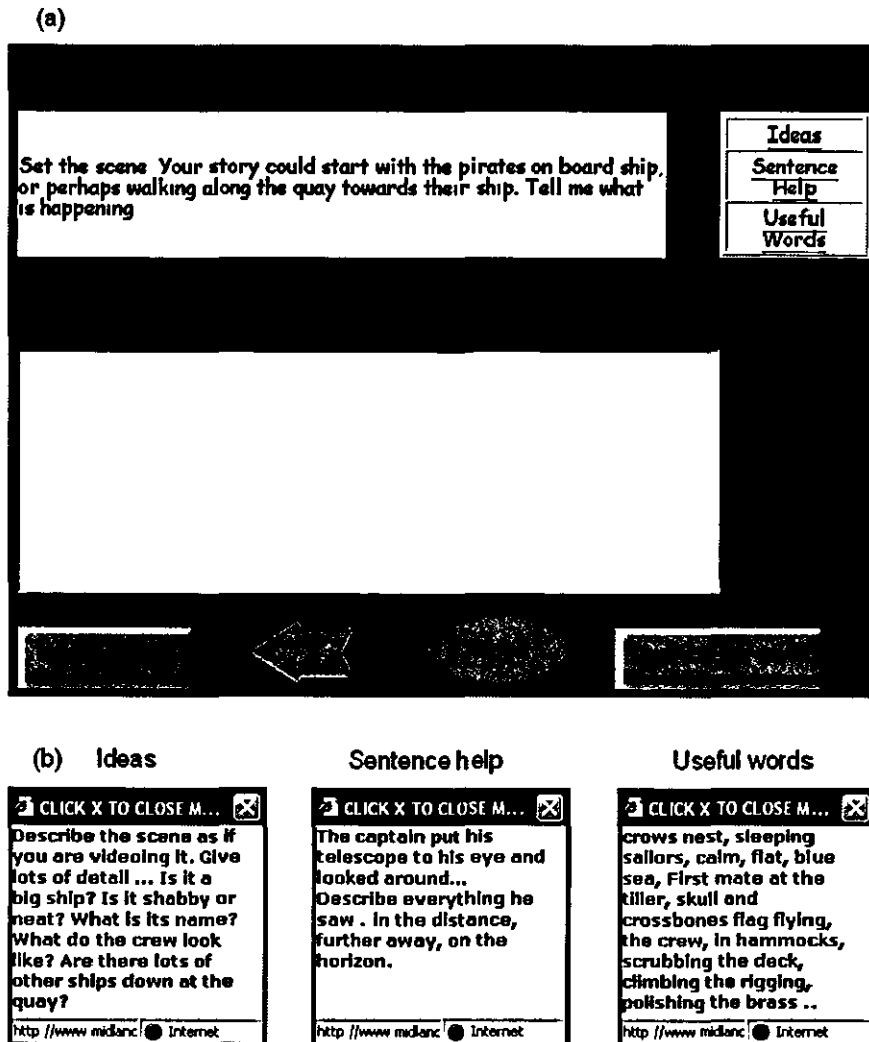 (a)
Set the scene Your story could start with the pirates on board ship,
or perhaps walking along the quay towards their ship. Tell me what
is happening
Ideas
Sentence
Help
Useful
Words
(b) Ideas
Sentence help
Useful words
CLICK X TO CLOSE M...
Describe the scene as if
you are videoing it. Give
lots of detail ... Is it a
big ship? Is it shabby or
neat? What is its name?
What do the crew look
like? Are there lots of
other ships down at the
quay?
http //www midlanc Internet
CLICK X TO CLOSE M...
The captain put his
telescope to his eye and
looked around...
Describe everything he
saw . in the distance,
further away, on the
horizon.
http //www midlanc Internet
CLICK X TO CLOSE M...
crows nest, sleeping
sailors, calm, flat, blue
sea, First mate at the
tiller, skull and
crossbones flag flying,
the crew, in hammocks,
scrubbing the deck,
climbing the rigging,
polishing the brass ..
http //www midlanc Internet